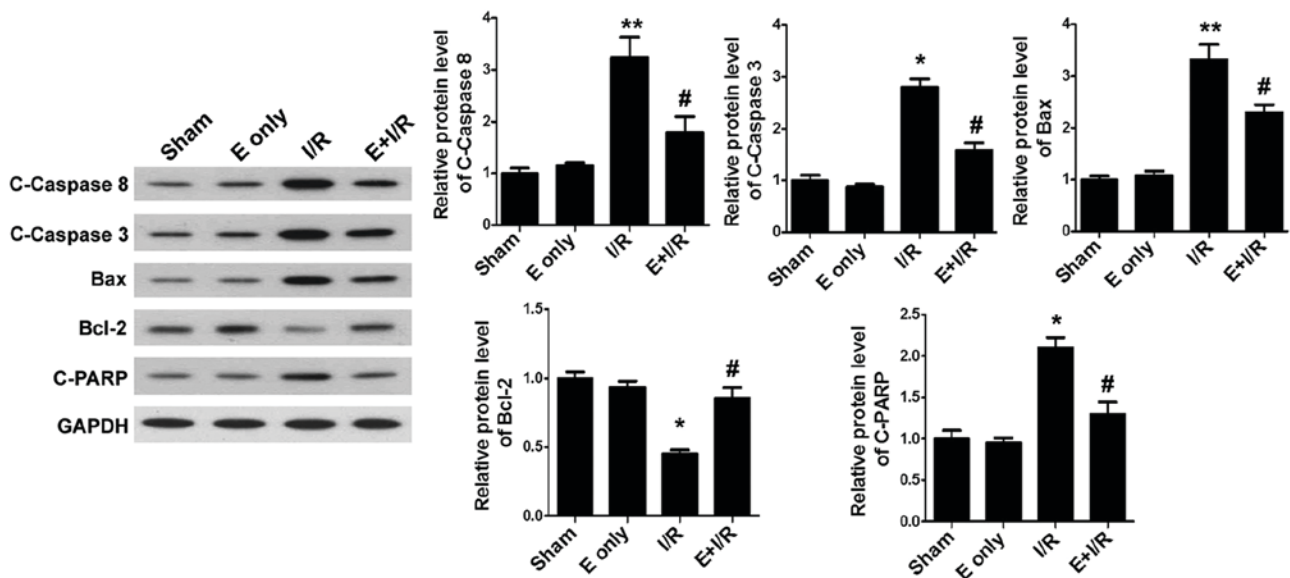 Sham
E only
I/R
E+I/R
C-Caspase 8
C-Caspase 3
Bax
Bcl-2
C-PARP
GAPDH
Relative protein level
of C-Caspase 8
4
3
2
1
0
**
#
Sham
E only
I/R
E+I/R
Relative protein level
of C-Caspase 3
4
3
2
1
0
*
#
Sham
E only
I/R
E+I/R
Relative protein level
of Bax
4
3
2
1
0
**
#
Sham
E only
I/R
E+I/R
Relative protein level
of Bcl-2
1.5
1.0
0.5
0.0
*
#
Sham
E only
I/R
E+I/R
Relative protein level
of C-PARP
2.5
2.0
1.5
1.0
0.5
0.0
*
#
Sham
E only
I/R
E+I/R